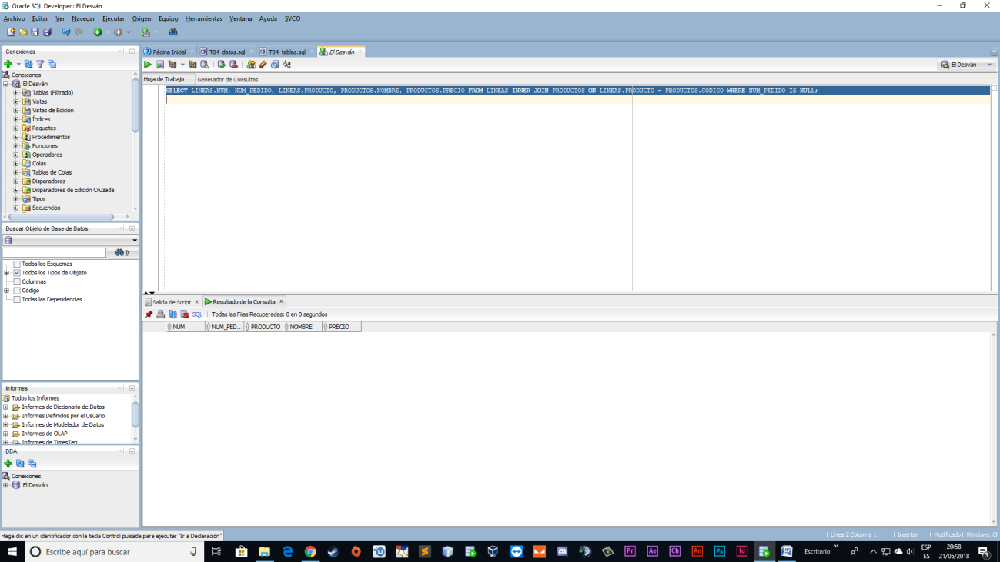 Oracle SQL Developer : El Desván
Archivo Editar Ver Navegar Ejecutar Origen Equipo Herramientas Ventana Ayuda SVCO
Conexiones
Conexiones
El Desván
Tablas (Filtrado)
Vistas
Vistas de Edición
Índices
Paquetes
Procedimientos
Funciones
Operadores
Colas
Tablas de Colas
Disparadores
Disparadores de Edición Cruzada
Tipos
Secuencias
Buscar Objeto de Base de Datos
Ir
Todos los Esquemas
Todos los Tipos de Objeto
Columnas
Código
Todas las Dependencias
Informes
Todos los Informes
Informes de Diccionario de Datos
Informes Definidos por el Usuario
Informes de Modelador de Datos
Informes de OLAP
Informes de TimesTen
DBA
Conexiones
El Desván
Página Inicial T04_datos.sql T04_tablas.sql El Desván
El Desván
Hoja de Trabajo Generador de Consultas
SELECT LINEAS.NUM, NUM_PEDIDO, LINEAS.PRODUCTO, PRODUCTOS.NOMBRE, PRODUCTOS.PRECIO FROM LINEAS INNER JOIN PRODUCTOS ON LINEAS.PRODUCTO = PRODUCTOS.CODIGO WHERE NUM_PEDIDO IS NULL;
Salida de Script x Resultado de la Consulta x
SQL | Todas las Filas Recuperadas: 0 en 0 segundos
NUM NUM_PED... PRODUCTO NOMBRE PRECIO
Haga clic en un identificador con la tecla Control pulsada para ejecutar "Ir a Declaración"
Línea 2 Columna 1 | Insertar | Modificado | Windows: CF
Escribe aquí para buscar
Pr Ae Ch An Ps Id
Escritorio
ESP
ES
20:58
21/05/2018
3